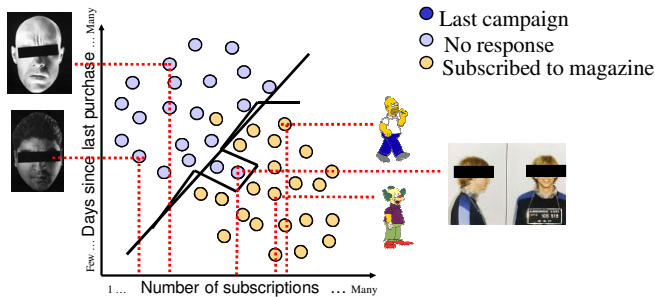 Last campaign
No response
Subscribed to magazine
Few … Days since last purchase … Many
1 … Number of subscriptions … Many